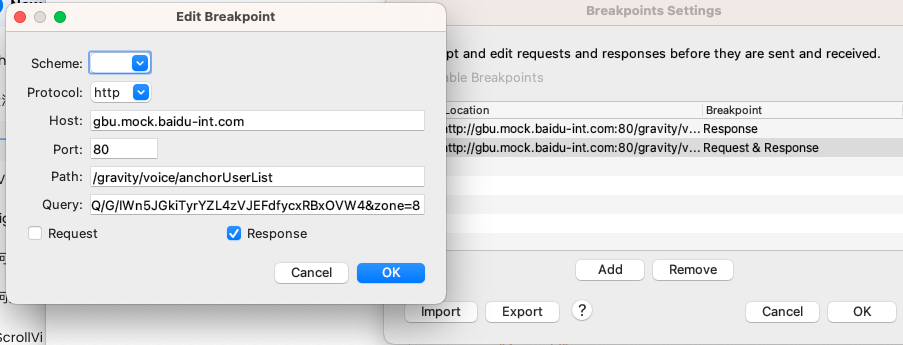 Edit Breakpoint
Scheme:
Protocol: http
Host: gbu.mock.baidu-int.com
Port: 80
Path: /gravity/voice/anchorUserList
Query: Q/G/lWn5JGkiTyrYZL4zVJEFdfycxRBxOVW4&zone=8
Request
Response
Cancel
OK
Breakpoints Settings
pt and edit requests and responses before they are sent and received.
able Breakpoints
Location
Breakpoint
http://gbu.mock.baidu-int.com:80/gravity/v... Response
http://gbu.mock.baidu-int.com:80/gravity/v... Request & Response
Add
Remove
Import
Export
?
Cancel
OK
ScrollVi